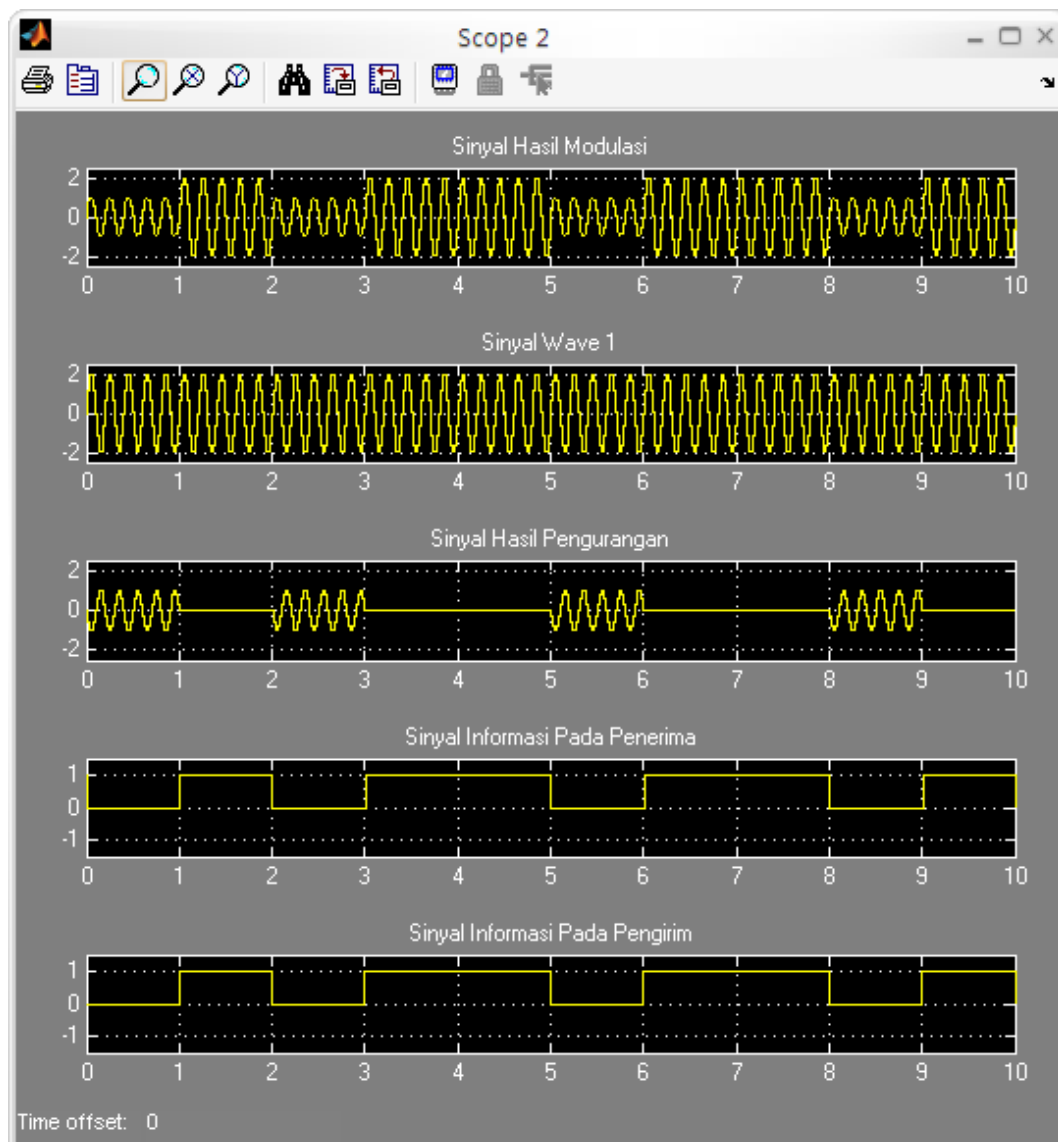 Scope 2
Sinyal Hasil Modulasi
2
0
-2
0 1 2 3 4 5 6 7 8 9 10
Sinyal Wave 1
2
0
-2
0 1 2 3 4 5 6 7 8 9 10
Sinyal Hasil Pengurangan
2
0
-2
0 1 2 3 4 5 6 7 8 9 10
Sinyal Informasi Pada Penerima
1
0
-1
0 1 2 3 4 5 6 7 8 9 10
Sinyal Informasi Pada Pengirim
1
0
-1
0 1 2 3 4 5 6 7 8 9 10
Time offset: 0